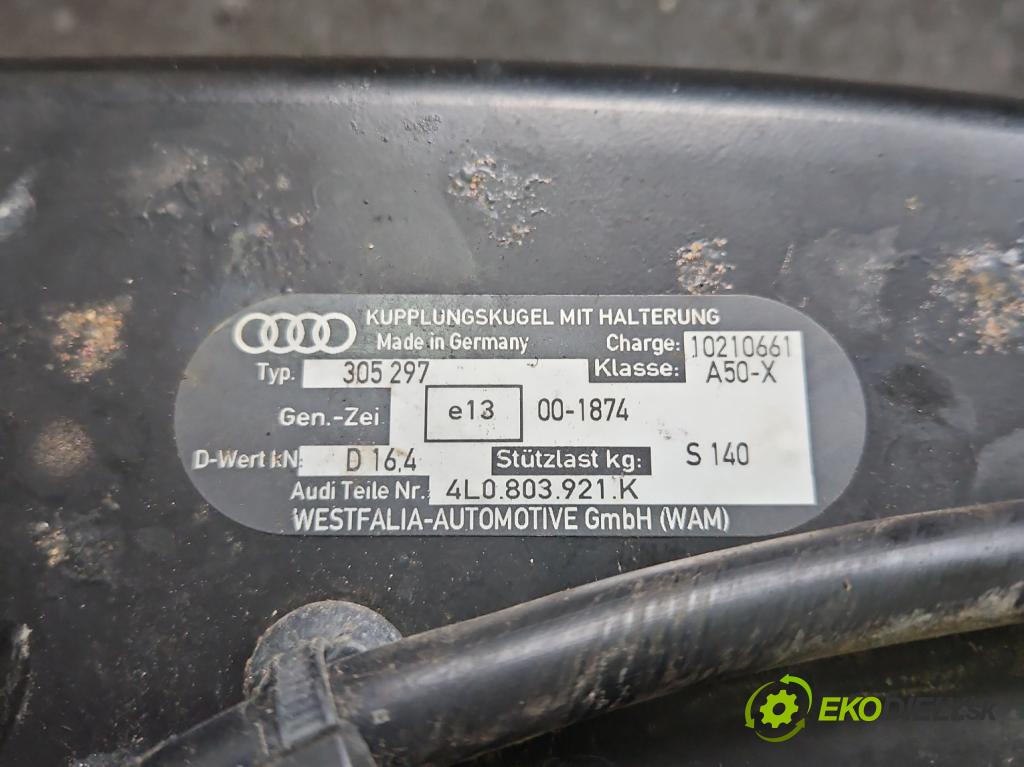 KUPPLUNGSKUGEL MIT HALTERUNG
Made in Germany Charge: 10210661
Typ. 305 297 Klasse: A50-X
Gen.-Zei e13 00-1874
D-Wert kN: D 16,4 Stützlast kg: S 140
Audi Teile Nr. 4L0.803.921.K
WESTFALIA-AUTOMOTIVE GmbH (WAM)
EKODIELY.SK